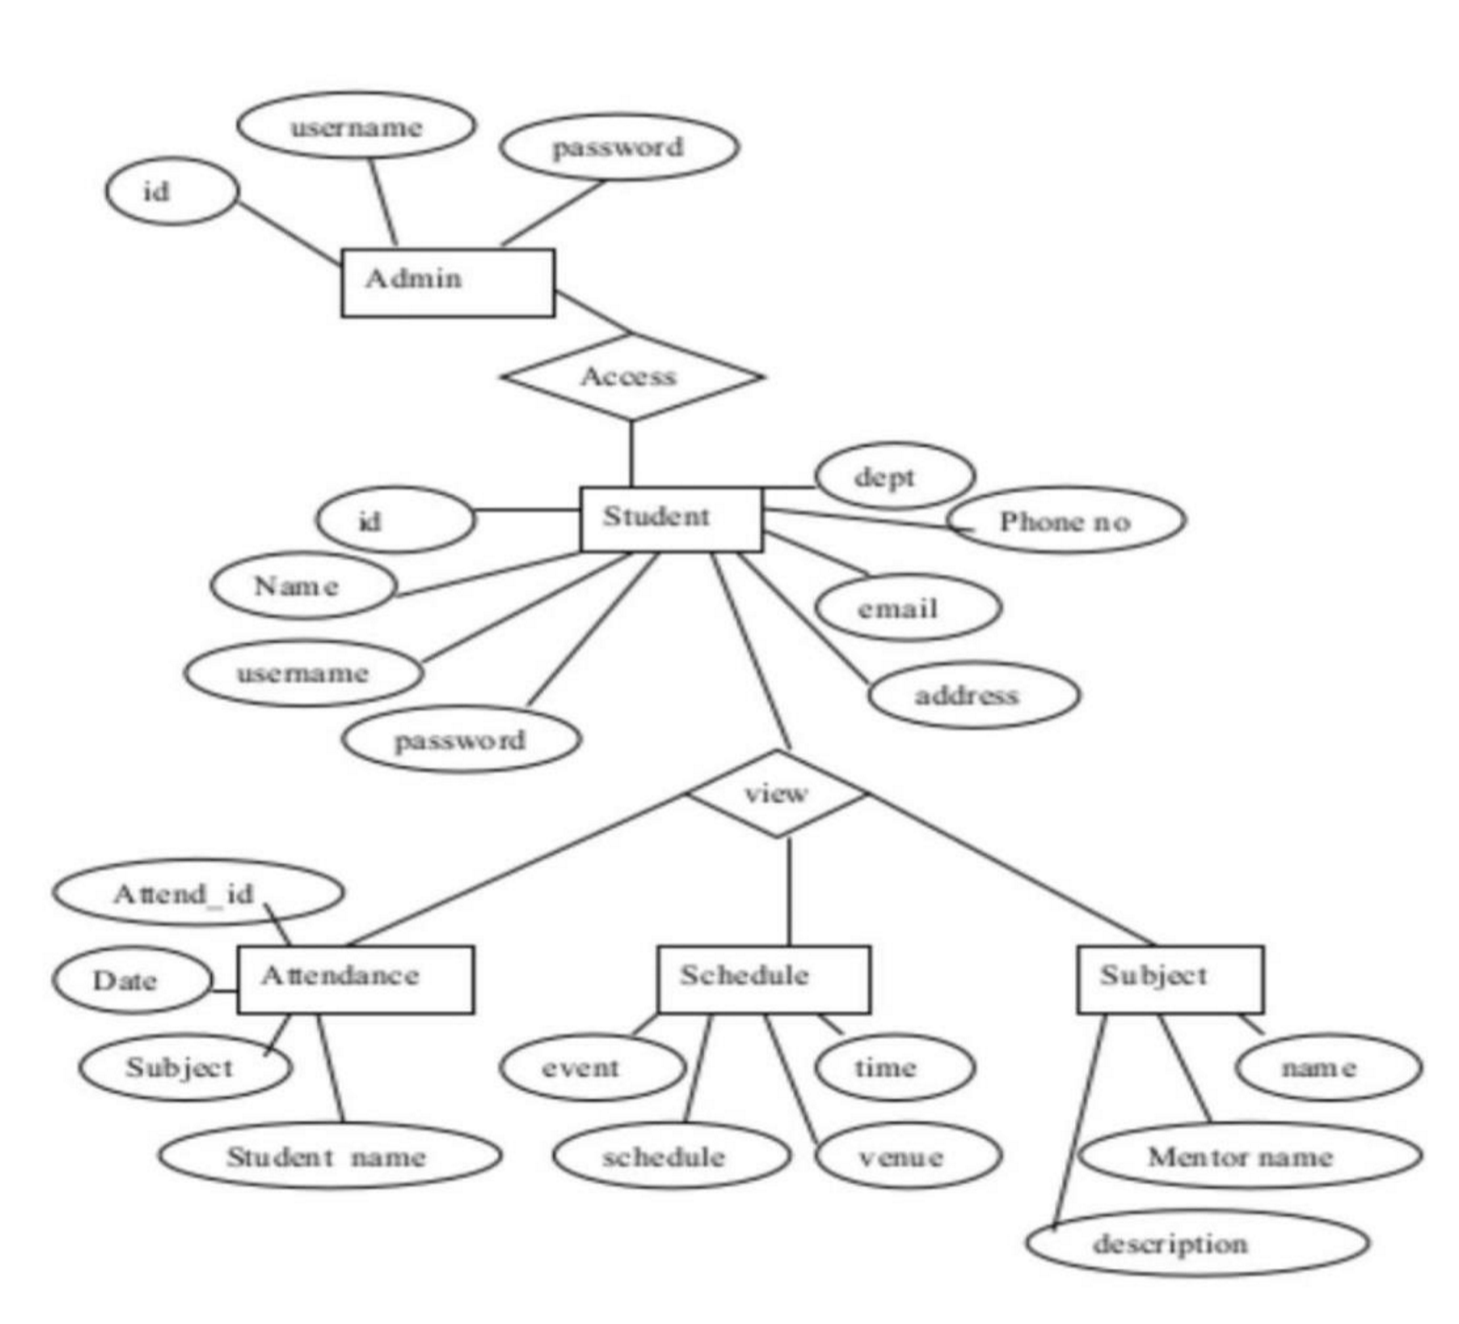 username
password
id
Admin
Access
dept
id
Student
Phone no
Name
email
username
address
password
view
Attend_id
Date
Attendance
Schedule
Subject
Subject
event
time
name
Student name
schedule
venue
Mentor name
description